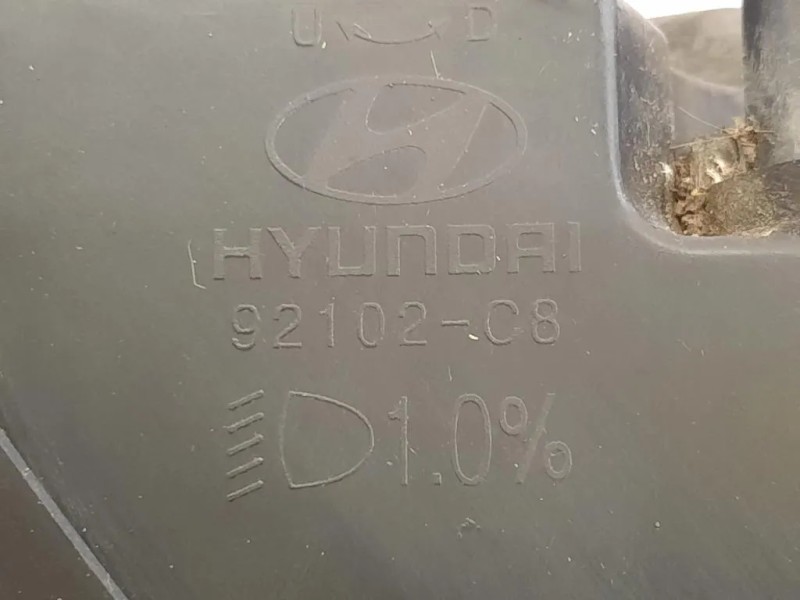 U D
HYUNDAI
92102-C8
1.0%